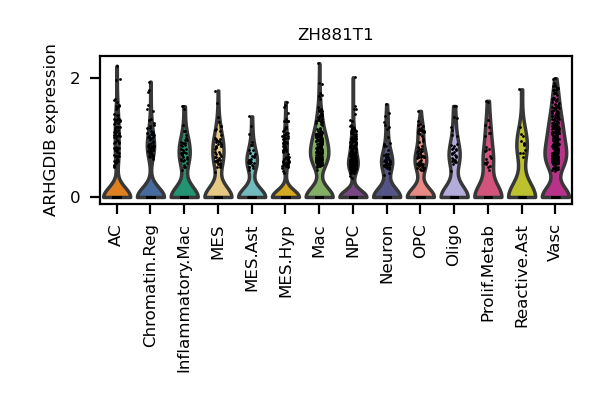 ZH881T1
ARHGDIB expression
2
0
AC
Chromatin.Reg
Inflammatory.Mac
MES
MES.Ast
MES.Hyp
Mac
NPC
Neuron
OPC
Oligo
Prolif.Metab
Reactive.Ast
Vasc